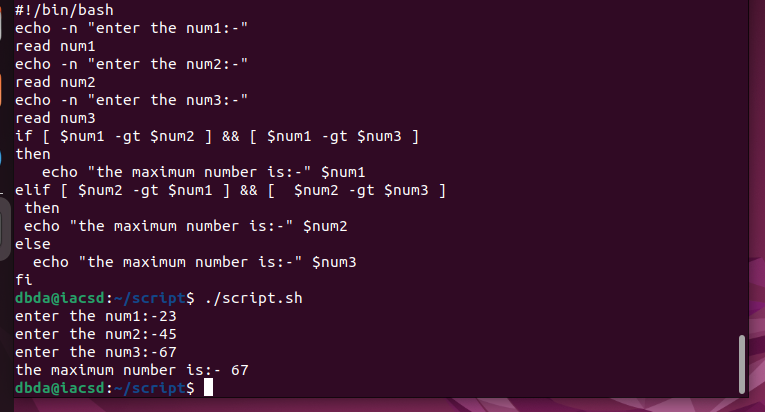 #!/bin/bash
echo -n "enter the num1:-"
read num1
echo -n "enter the num2:-"
read num2
echo -n "enter the num3:-"
read num3
if [ $num1 -gt $num2 ] && [ $num1 -gt $num3 ]
then
   echo "the maximum number is:-" $num1
elif [ $num2 -gt $num1 ] && [  $num2 -gt $num3 ]
 then
 echo "the maximum number is:-" $num2
else
  echo "the maximum number is:-" $num3
fi
dbda@iacsd:~/script$ ./script.sh
enter the num1:-23
enter the num2:-45
enter the num3:-67
the maximum number is:- 67
dbda@iacsd:~/script$